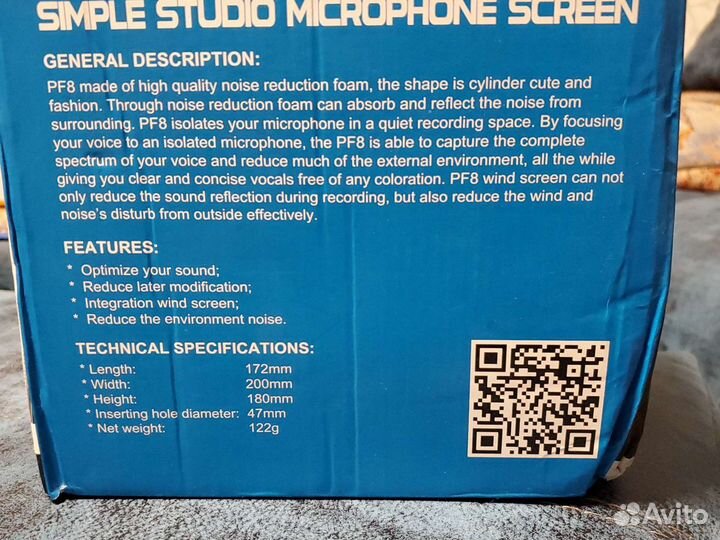 SIMPLE STUDIO MICROPHONE SCREEN
GENERAL DESCRIPTION:
PF8 made of high quality noise reduction foam, the shape is cylinder cute and
fashion. Through noise reduction foam can absorb and reflect the noise from
surrounding. PF8 isolates your microphone in a quiet recording space. By focusing
your voice to an isolated microphone, the PF8 is able to capture the complete
spectrum of your voice and reduce much of the external environment, all the while
giving you clear and concise vocals free of any coloration. PF8 wind screen can not
only reduce the sound reflection during recording, but also reduce the wind and
noise's disturb from outside effectively.
FEATURES:
* Optimize your sound;
* Reduce later modification;
* Integration wind screen;
* Reduce the environment noise.
TECHNICAL SPECIFICATIONS:
* Length: 172mm
* Width: 200mm
* Height: 180mm
* Inserting hole diameter: 47mm
* Net weight: 122g
Avito